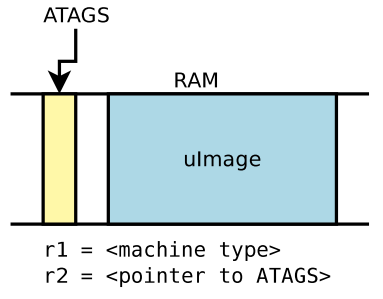 ATAGS
RAM
uImage
r1 = <machine type>
r2 = <pointer to ATAGS>